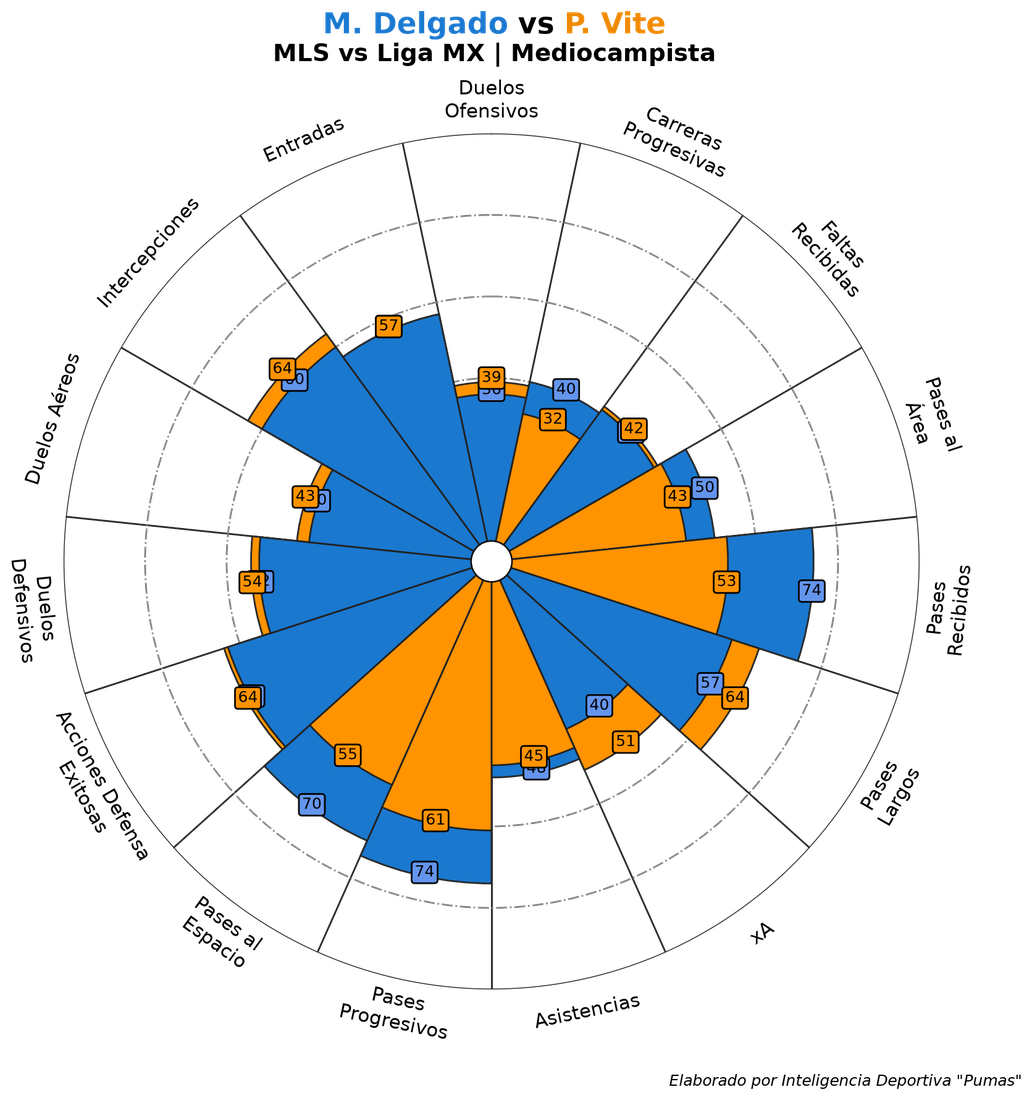 M. Delgado vs P. Vite
MLS vs Liga MX | Mediocampista
Duelos
Ofensivos
Carreras
Progresivas
Faltas
Recibidas
Pases al
Área
Pases
Recibidos
Pases
Largos
xA
Asistencias
Pases
Progresivos
Pases al
Espacio
Acciones Defensa
Exitosas
Duelos
Defensivos
Duelos Aéreos
Intercepciones
Entradas
39
40
32
42
50
43
53
74
57
64
40
51
45
61
74
55
70
64
54
43
64
57
Elaborado por Inteligencia Deportiva "Pumas"